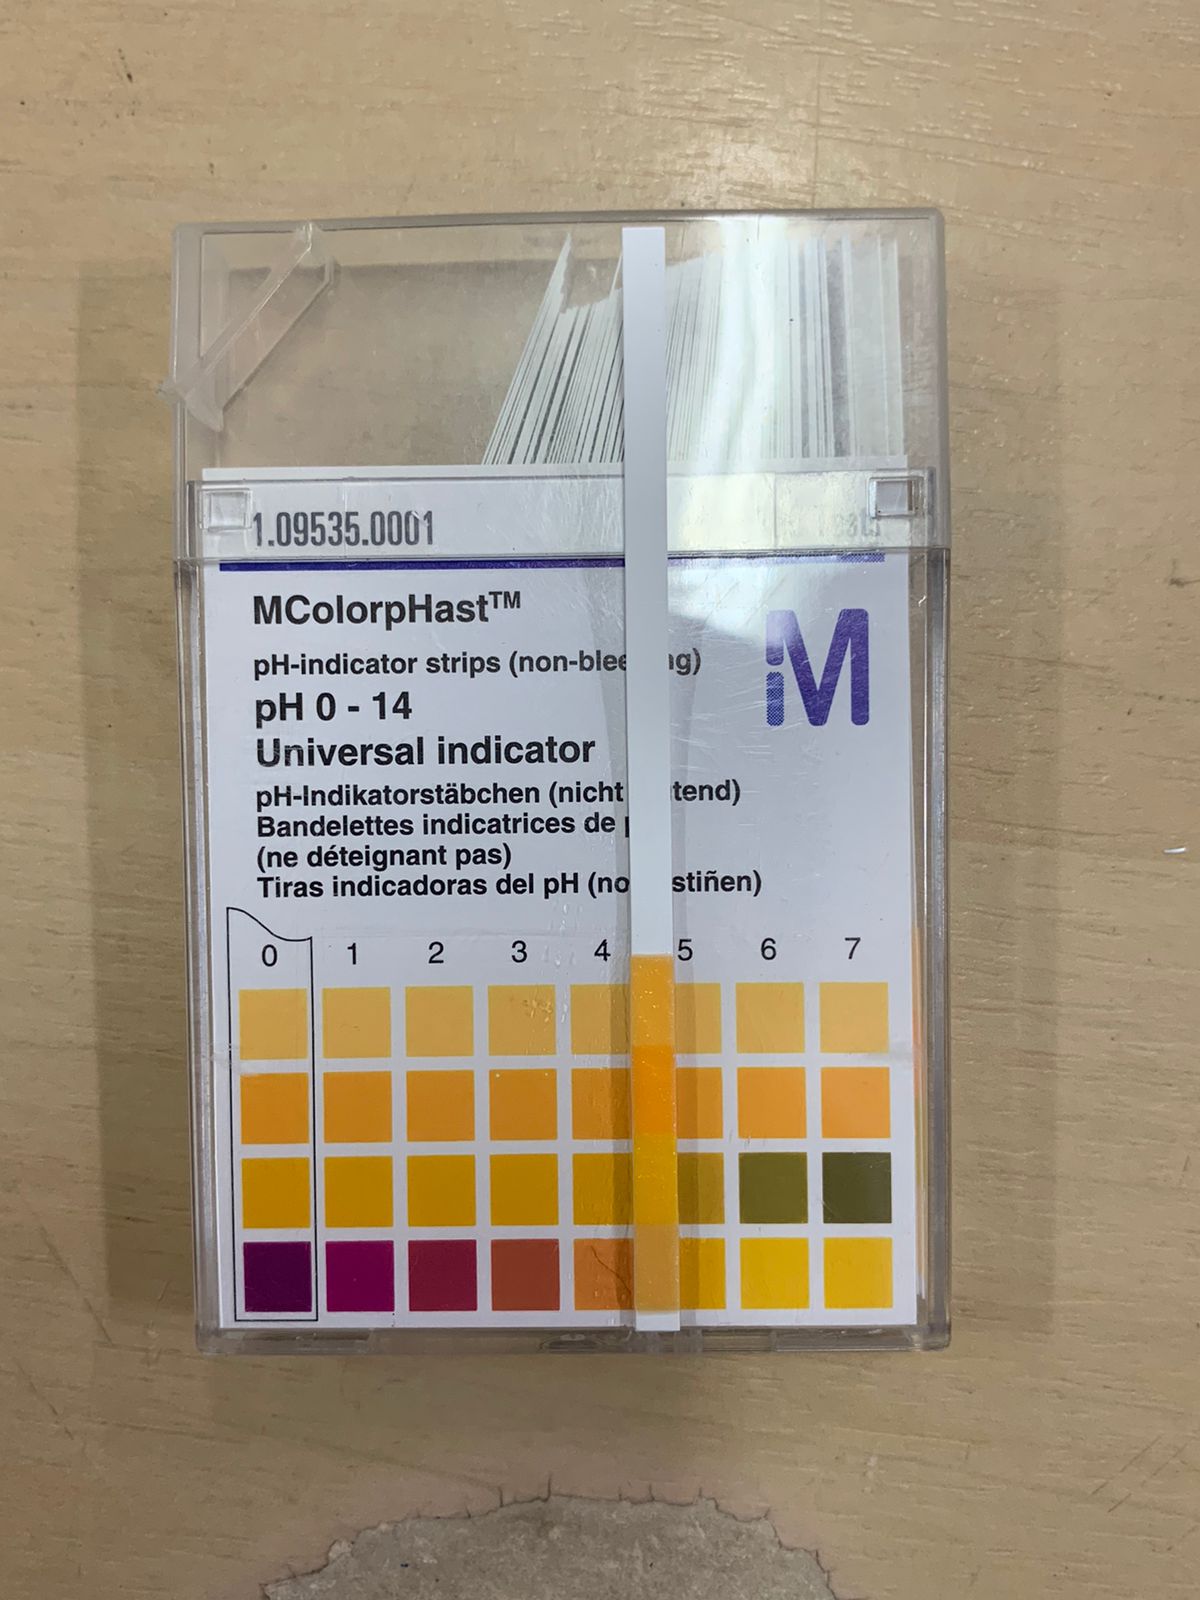 1.09535.0001
MColorpHast™
pH-indicator strips (non-blee ng)
pH 0 - 14
Universal indicator
pH-Indikatorstäbchen (nicht tend)
Bandelettes indicatrices de
(ne déteignant pas)
Tiras indicadoras del pH (no stiñen)
M
0 1 2 3 4 5 6 7